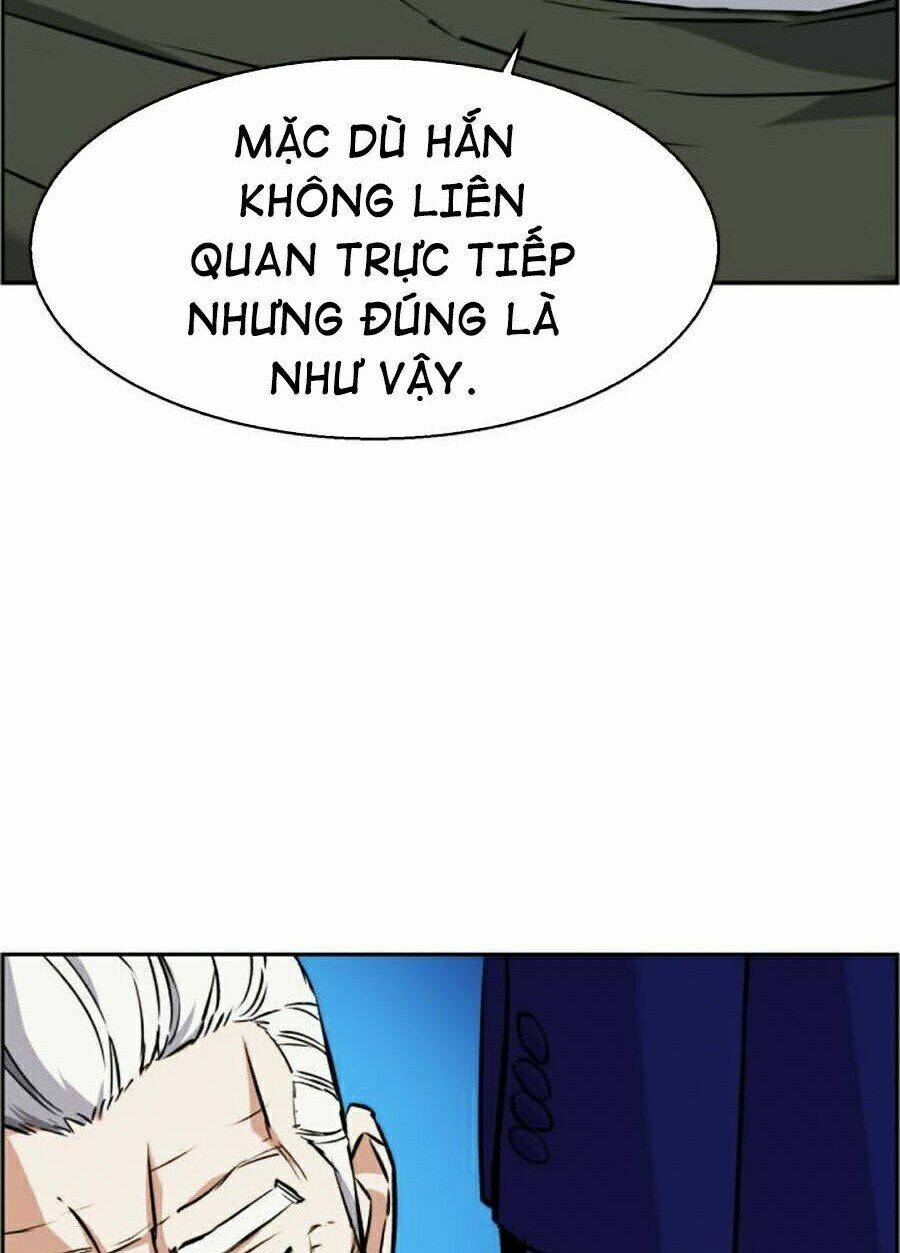 MẶC DÙ HẮN
KHÔNG LIÊN
QUAN TRỰC TIẾP
NHƯNG ĐÚNG LÀ
NHƯ VẬY.